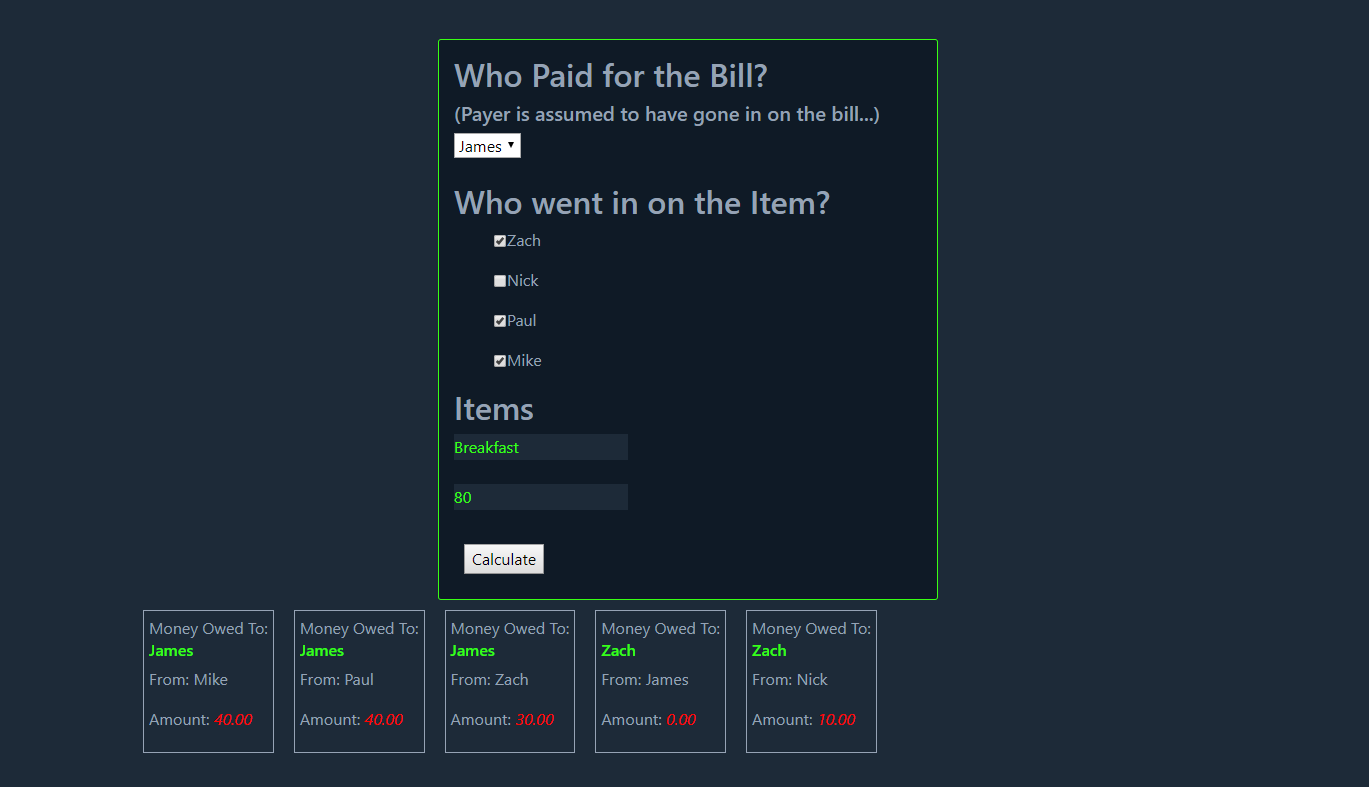 Who Paid for the Bill?
(Payer is assumed to have gone in on the bill...)
James
Who went in on the Item?
Zach
Nick
Paul
Mike
Items
Breakfast
80
Calculate
Money Owed To:
James
From: Mike
Amount: 40.00
Money Owed To:
James
From: Paul
Amount: 40.00
Money Owed To:
James
From: Zach
Amount: 30.00
Money Owed To:
Zach
From: James
Amount: 0.00
Money Owed To:
Zach
From: Nick
Amount: 10.00